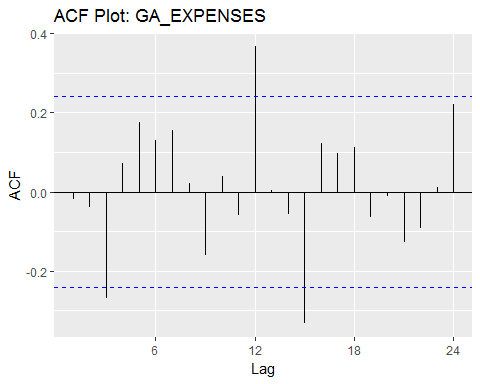 ACF Plot: GA_EXPENSES
0.4
0.2
0.0
-0.2
ACF
6 12 18 24
Lag